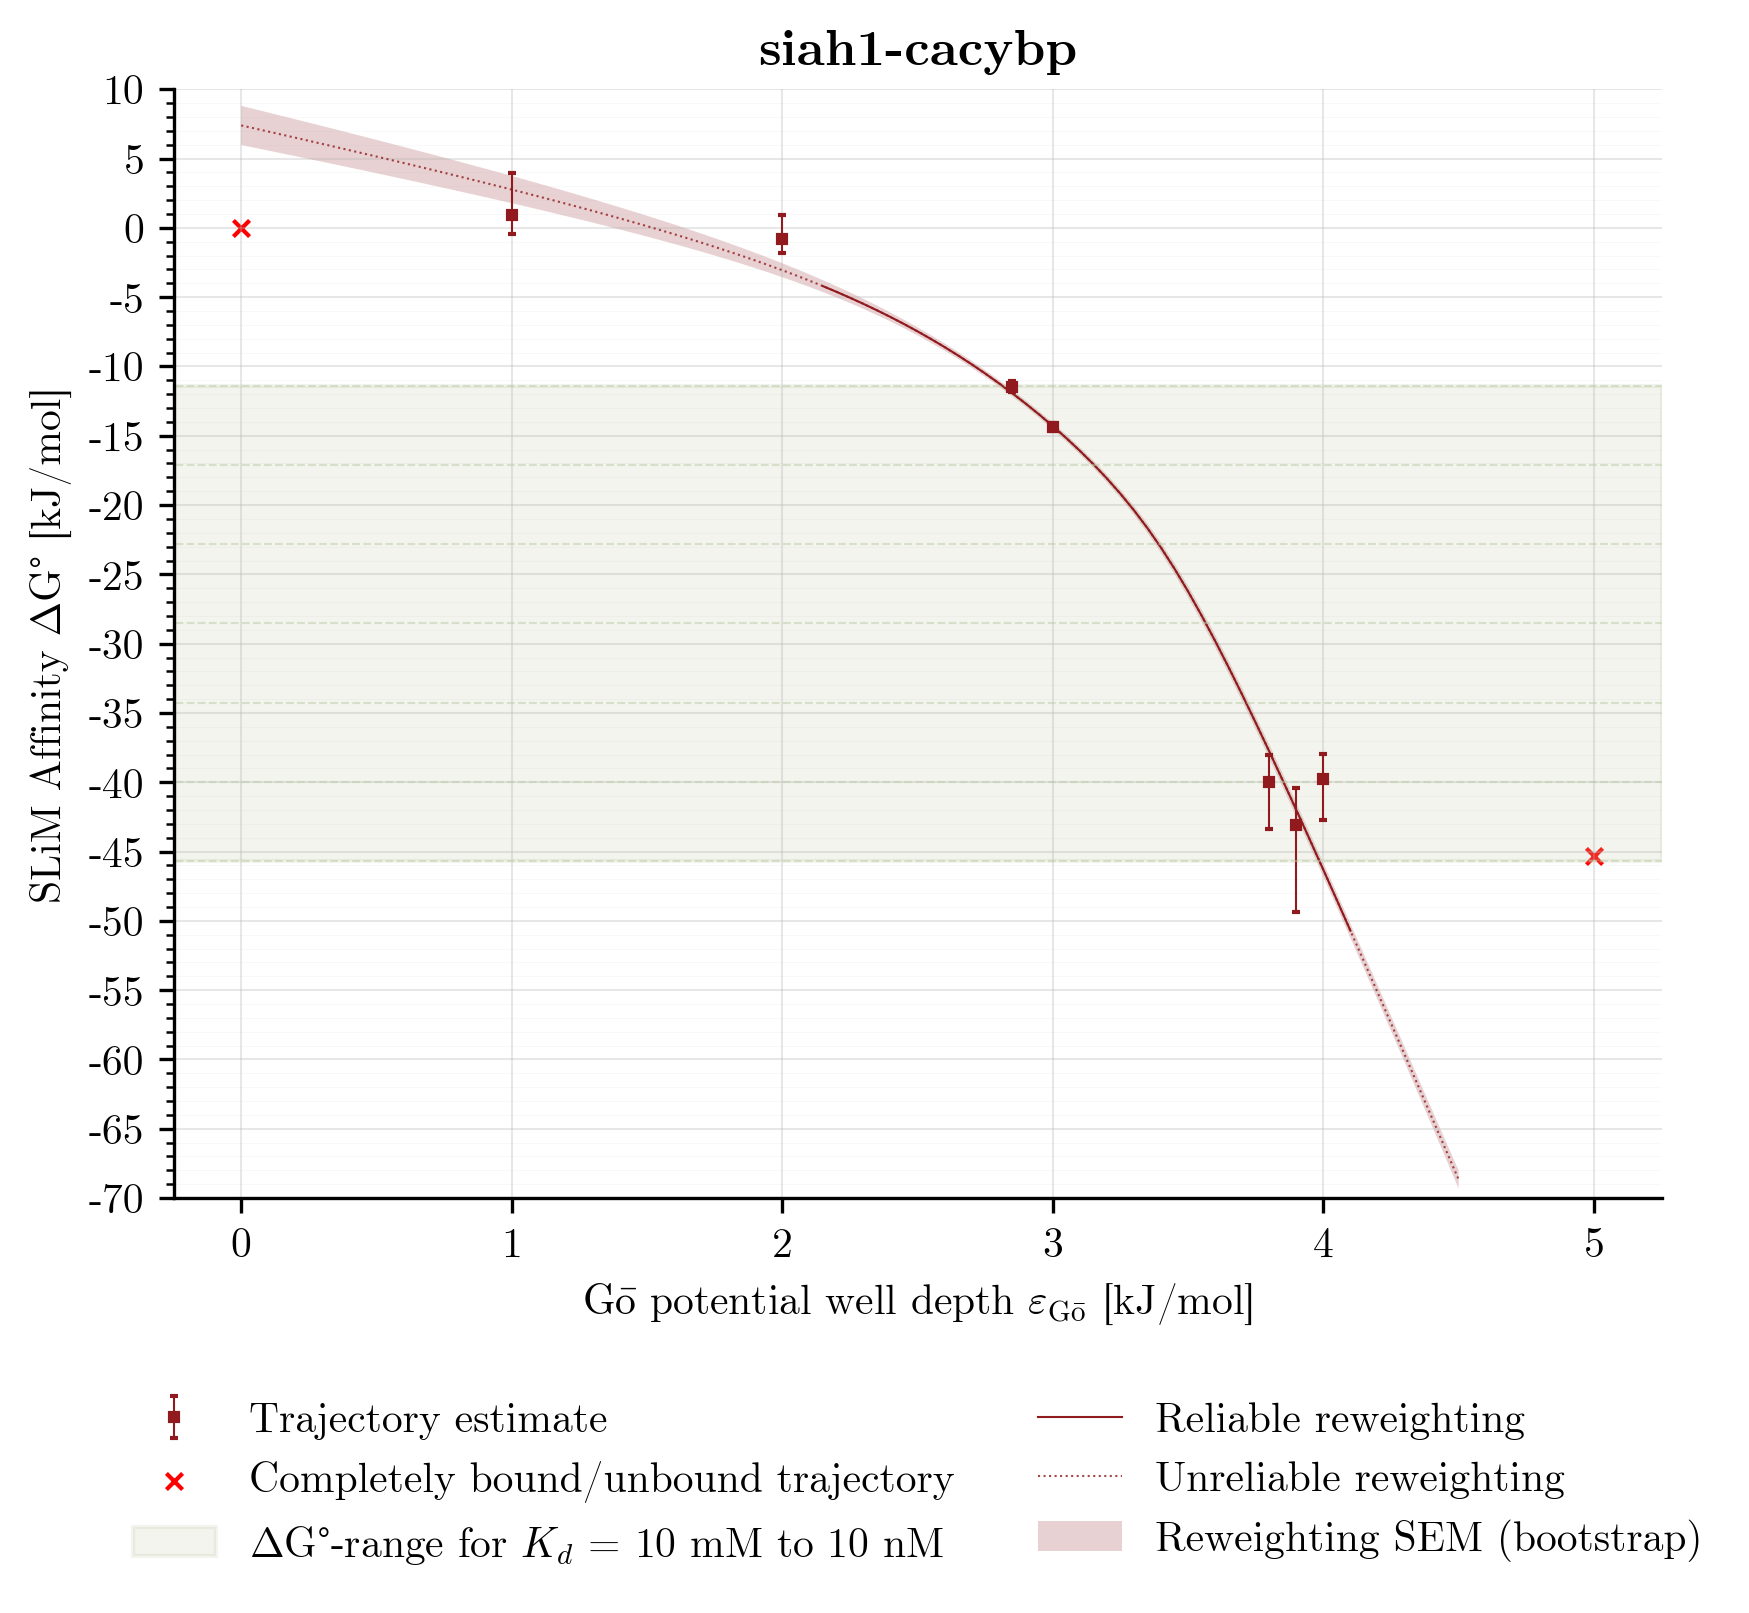 siah1-cacybp
10
5
0
-5
-10
-15
-20
-25
-30
-35
-40
-45
-50
-55
-60
-65
-70
SLiM Affinity ΔG° [kJ/mol]
0 1 2 3 4 5
Gō potential well depth ε_Gō [kJ/mol]
Trajectory estimate
Completely bound/unbound trajectory
ΔG°-range for K_d = 10 mM to 10 nM
Reliable reweighting
Unreliable reweighting
Reweighting SEM (bootstrap)